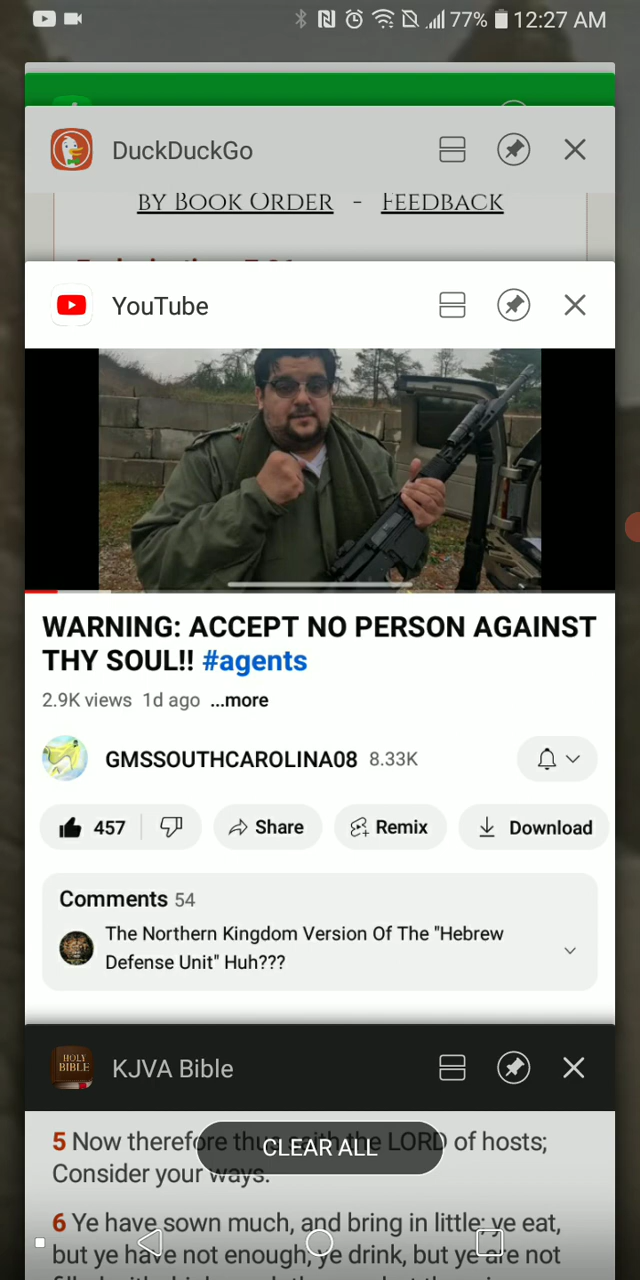 77% 12:27 AM
DuckDuckGo
BY BOOK ORDER - FEEDBACK
YouTube
WARNING: ACCEPT NO PERSON AGAINST
THY SOUL!! #agents
2.9K views 1d ago ...more
GMSSOUTHCAROLINA08 8.33K
457 Share Remix Download
Comments 54
The Northern Kingdom Version Of The "Hebrew
Defense Unit" Huh???
HOLY
BIBLE
KJVA Bible
5 Now therefore thus saith the LORD of hosts;
Consider your ways.
CLEAR ALL
6 Ye have sown much, and bring in little; ye eat,
but ye have not enough; ye drink, but ye are not